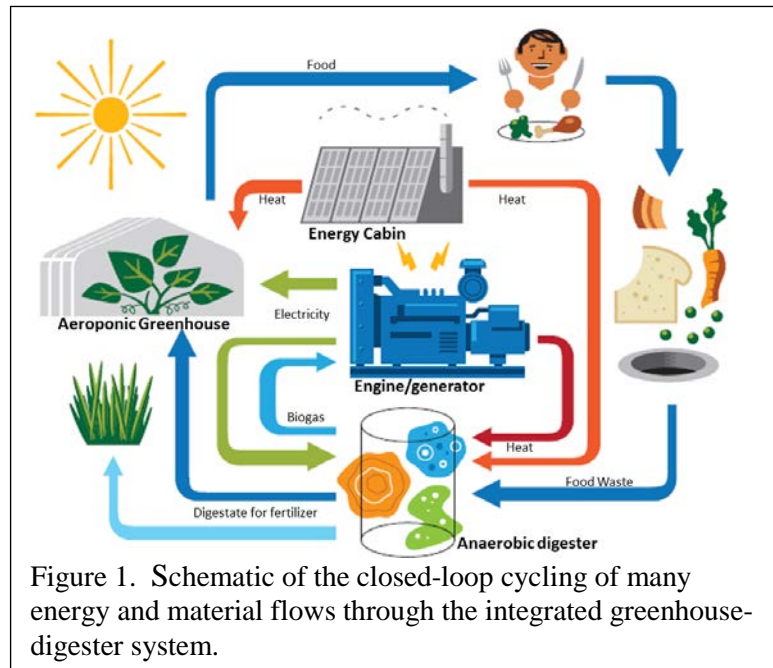 Food
Heat
Heat
Energy Cabin
Aeroponic Greenhouse
Electricity
Engine/generator
Biogas
Heat
Food Waste
Digestate for fertilizer
Anaerobic digester
Figure 1.  Schematic of the closed-loop cycling of many
energy and material flows through the integrated greenhouse-
digester system.